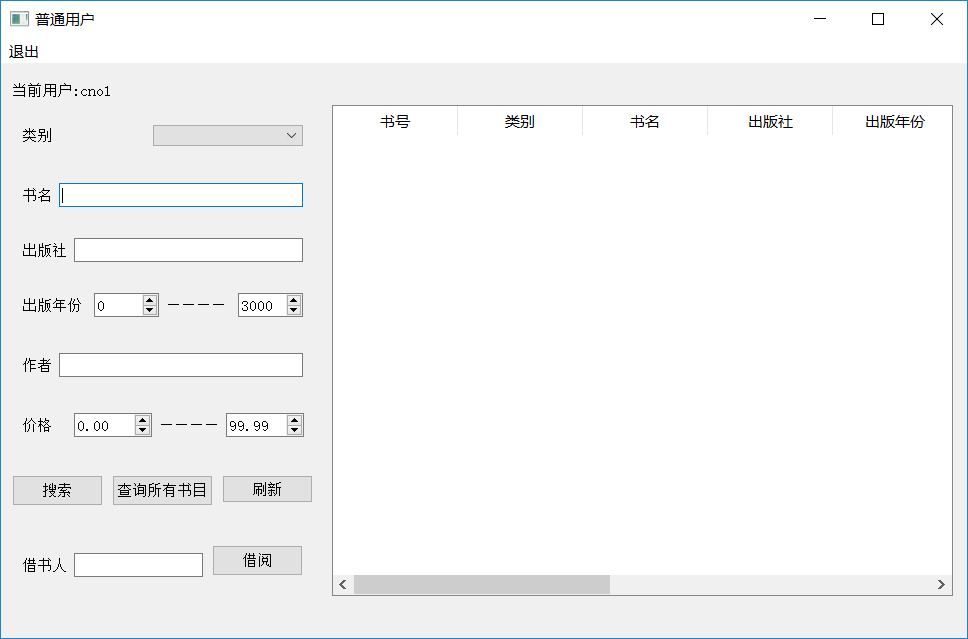 普通用户
退出
当前用户:cno1
类别
书名
出版社
出版年份 0 ———— 3000
作者
价格 0.00 ———— 99.99
搜索 查询所有书目 刷新
借书人 借阅
书号 类别 书名 出版社 出版年份